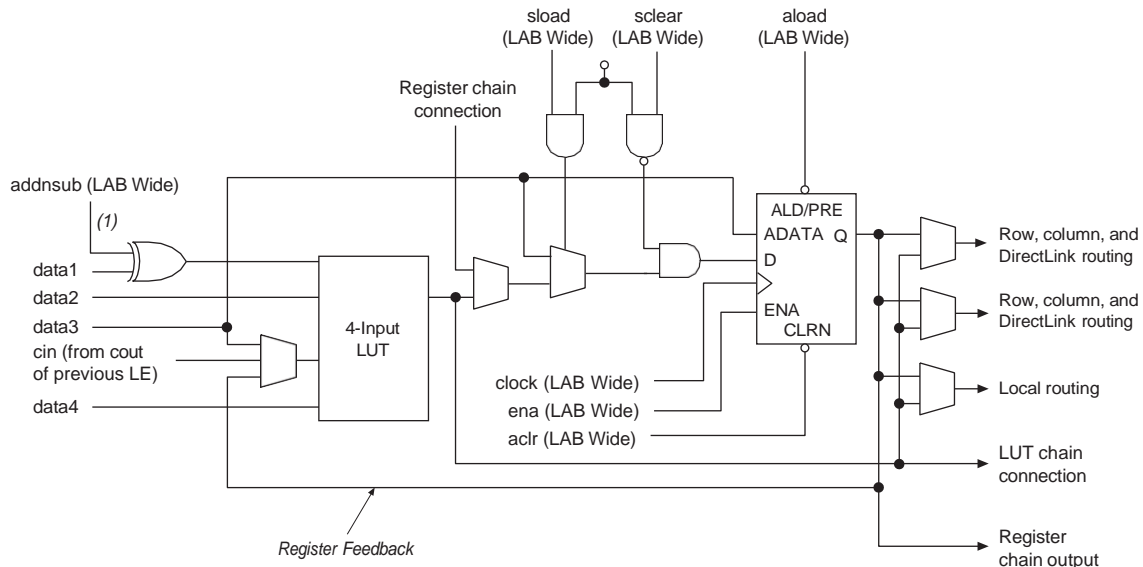 sload
(LAB Wide)
sclear
(LAB Wide)
aload
(LAB Wide)
Register chain
connection
addnsub (LAB Wide)
(1)
data1
data2
data3
cin (from cout
of previous LE)
data4
4-Input
LUT
ALD/PRE
ADATA
Q
D
ENA
CLRN
clock (LAB Wide)
ena (LAB Wide)
aclr (LAB Wide)
Row, column, and
DirectLink routing
Row, column, and
DirectLink routing
Local routing
LUT chain
connection
Register
chain output
Register Feedback